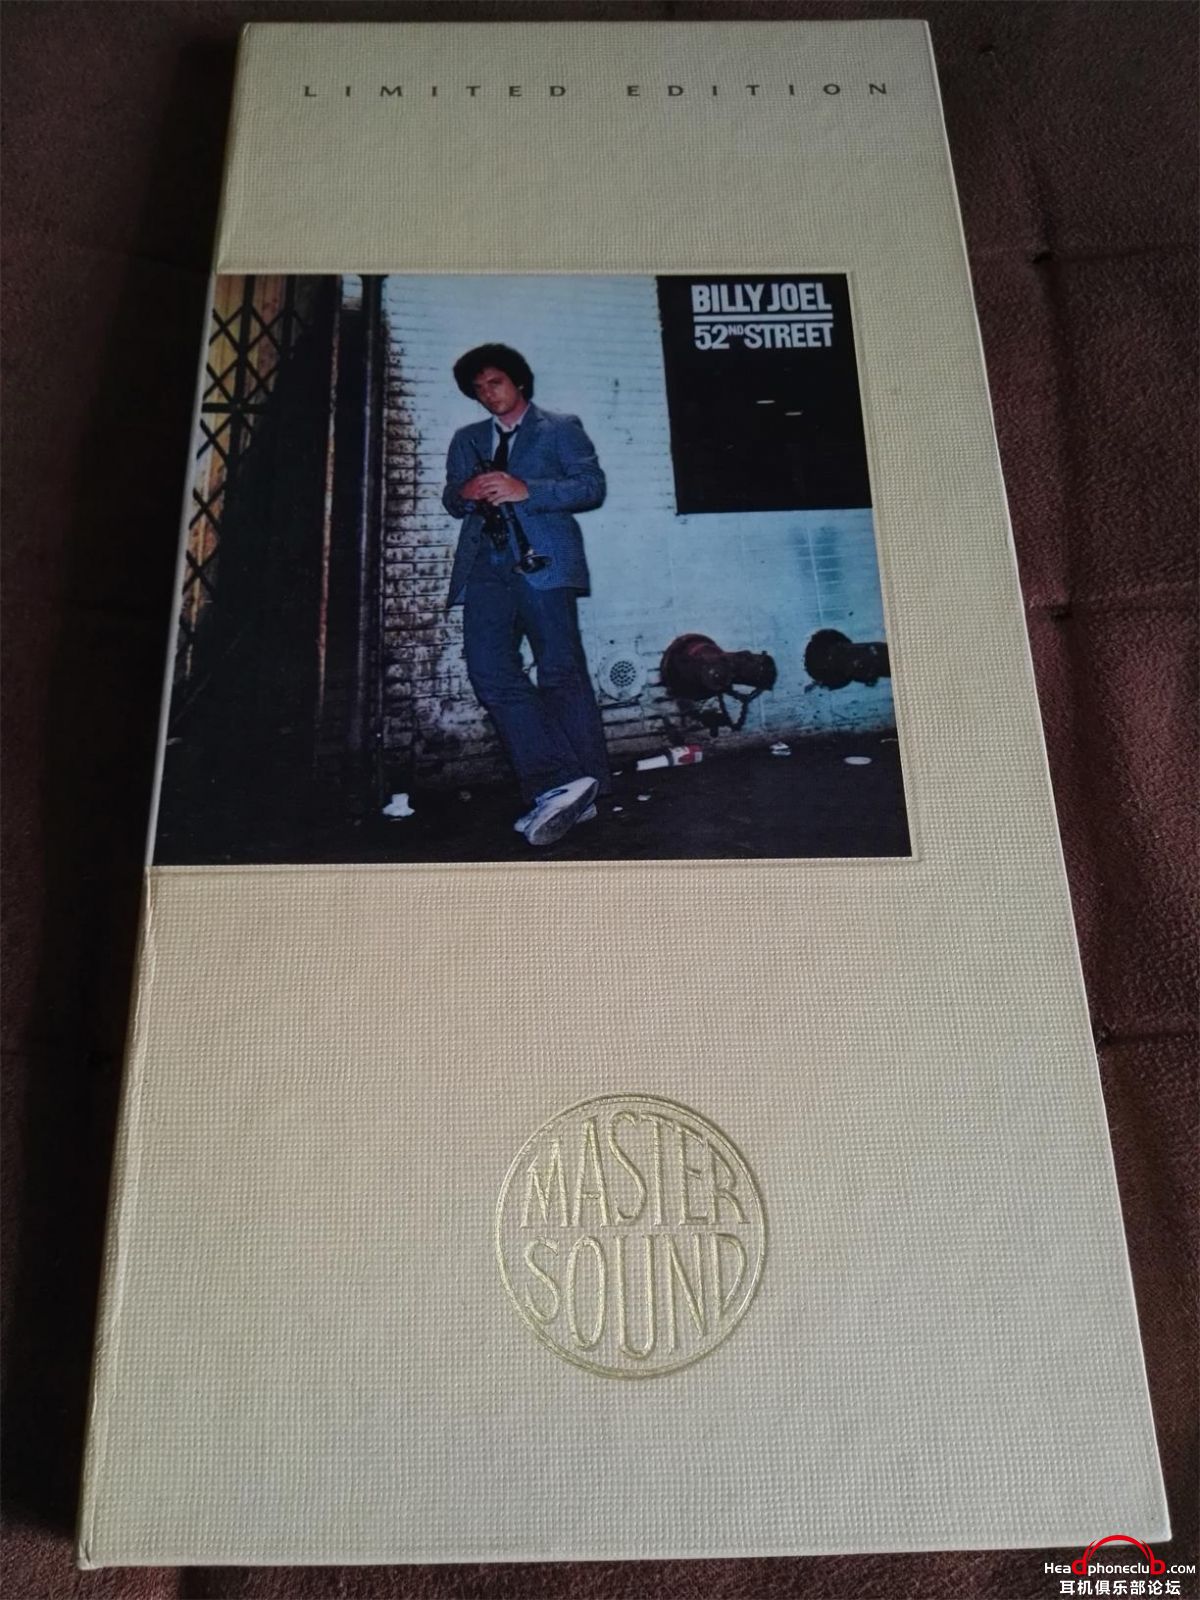 LIMITED EDITION
BILLY JOEL
52ND STREET
MASTER
SOUND
HeadphoneclUb.COM
耳机俱乐部论坛